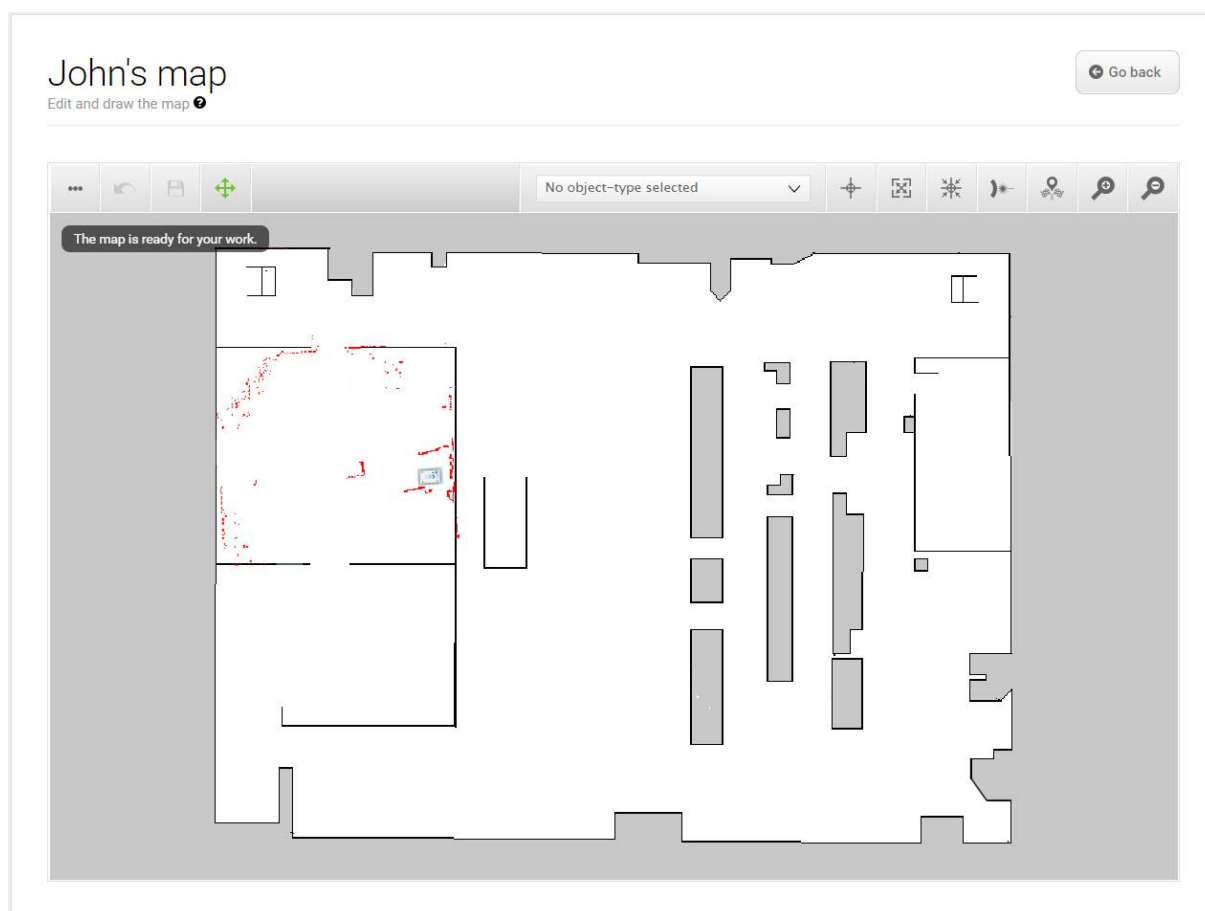 John's map
Go back
Edit and draw the map
No object-type selected
The map is ready for your work.